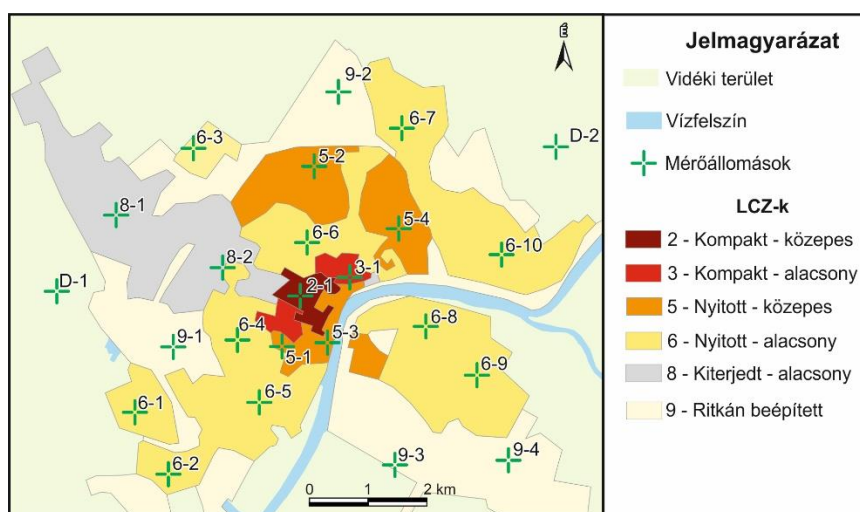 9-2
6-3
6-7
D-2
5-2
8-1
5-4
6-6
6-10
8-2
3-1
D-1
2-1
6-8
9-1
6-4
5-3
5-1
6-9
6-5
6-1
6-2
9-3
9-4
0 1 2 km
É
Jelmagyarázat
Vidéki terület
Vízfelszín
Mérőállomások
LCZ-k
2 - Kompakt - közepes
3 - Kompakt - alacsony
5 - Nyitott - közepes
6 - Nyitott - alacsony
8 - Kiterjedt - alacsony
9 - Ritkán beépített